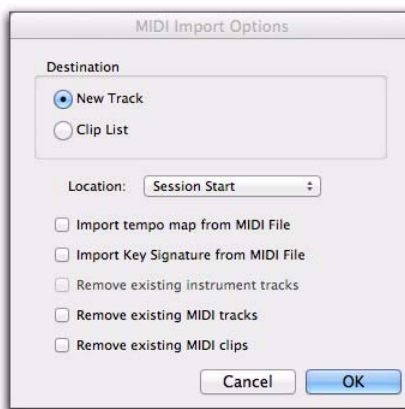 MIDI Import Options
Destination
New Track
Clip List
Location: Session Start
Import tempo map from MIDI File
Import Key Signature from MIDI File
Remove existing instrument tracks
Remove existing MIDI tracks
Remove existing MIDI clips
Cancel OK